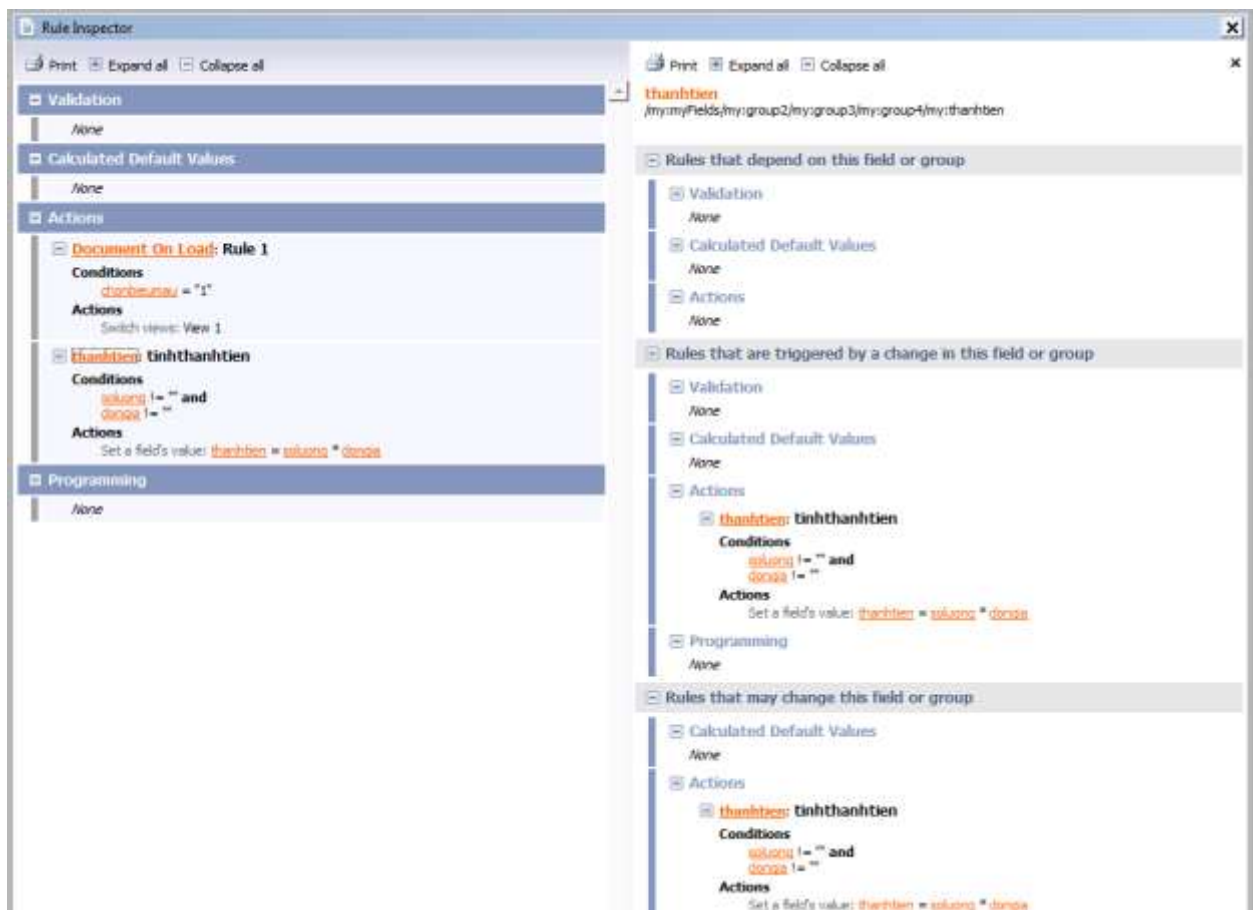 Rule Inspector
Print Expand all Collapse all
Validation
None
Calculated Default Values
None
Actions
Document On Load: Rule 1
Conditions
chonbieumau = "1"
Actions
Switch views: View 1
thanhtien: tinhthanhtien
Conditions
soluong != "" and
dongia != ""
Actions
Set a field's value: thanhtien = soluong * dongia
Programming
None
Print Expand all Collapse all
thanhtien
/my:myFields/my:group2/my:group3/my:group4/my:thanhtien
Rules that depend on this field or group
Validation
None
Calculated Default Values
None
Actions
None
Rules that are triggered by a change in this field or group
Validation
None
Calculated Default Values
None
Actions
thanhtien: tinhthanhtien
Conditions
soluong != "" and
dongia != ""
Actions
Set a field's value: thanhtien = soluong * dongia
Programming
None
Rules that may change this field or group
Calculated Default Values
None
Actions
thanhtien: tinhthanhtien
Conditions
soluong != "" and
dongia != ""
Actions
Set a field's value: thanhtien = soluong * dongia